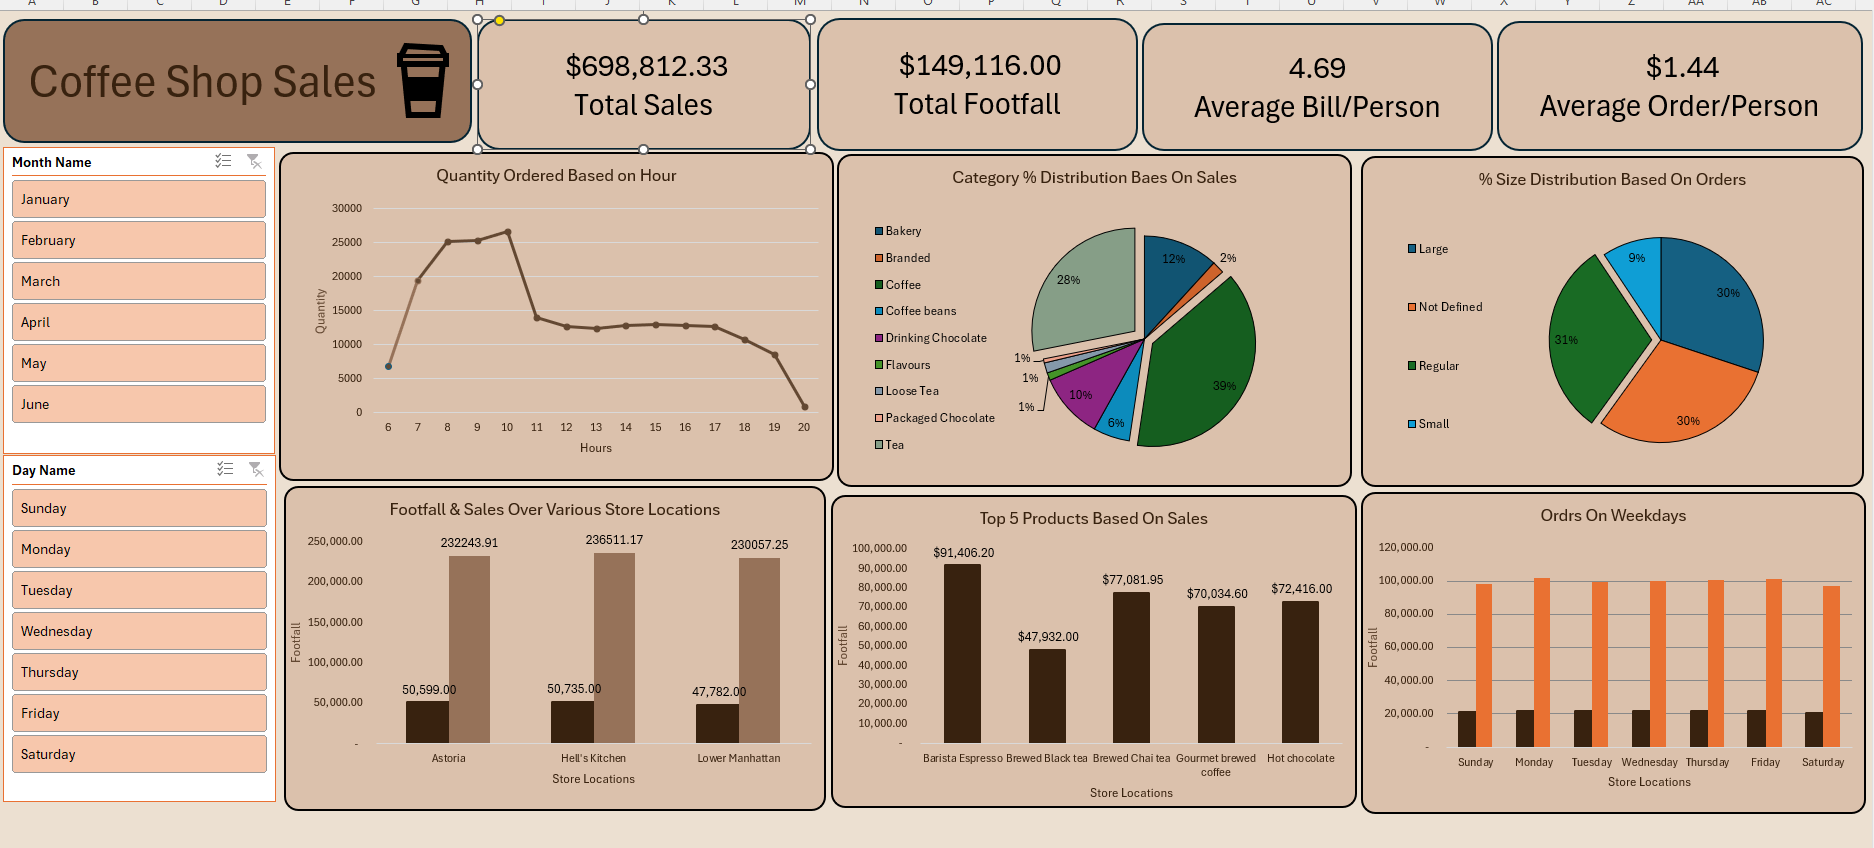 A B C D E F G H I J K L M N O P Q R S T U V W X Y Z AA AB AC
Coffee Shop Sales
$698,812.33
Total Sales
$149,116.00
Total Footfall
4.69
Average Bill/Person
$1.44
Average Order/Person
Month Name
January
February
March
April
May
June
Day Name
Sunday
Monday
Tuesday
Wednesday
Thursday
Friday
Saturday
Quantity Ordered Based on Hour
Quantity
30000
25000
20000
15000
10000
5000
0
6 7 8 9 10 11 12 13 14 15 16 17 18 19 20
Hours
Category % Distribution Baes On Sales
Bakery
Branded
Coffee
Coffee beans
Drinking Chocolate
Flavours
Loose Tea
Packaged Chocolate
Tea
12%
2%
39%
6%
10%
1%
1%
1%
28%
% Size Distribution Based On Orders
Large
Not Defined
Regular
Small
30%
30%
31%
9%
Footfall & Sales Over Various Store Locations
Footfall
250,000.00
200,000.00
150,000.00
100,000.00
50,000.00
-
232243.91
236511.17
230057.25
50,599.00
50,735.00
47,782.00
Astoria Hell's Kitchen Lower Manhattan
Store Locations
Top 5 Products Based On Sales
Footfall
100,000.00
90,000.00
80,000.00
70,000.00
60,000.00
50,000.00
40,000.00
30,000.00
20,000.00
10,000.00
-
$91,406.20
$47,932.00
$77,081.95
$70,034.60
$72,416.00
Barista Espresso Brewed Black tea Brewed Chai tea Gourmet brewed Hot chocolate
coffee
Store Locations
Ordrs On Weekdays
Footfall
120,000.00
100,000.00
80,000.00
60,000.00
40,000.00
20,000.00
-
Sunday Monday Tuesday Wednesday Thursday Friday Saturday
Store Locations